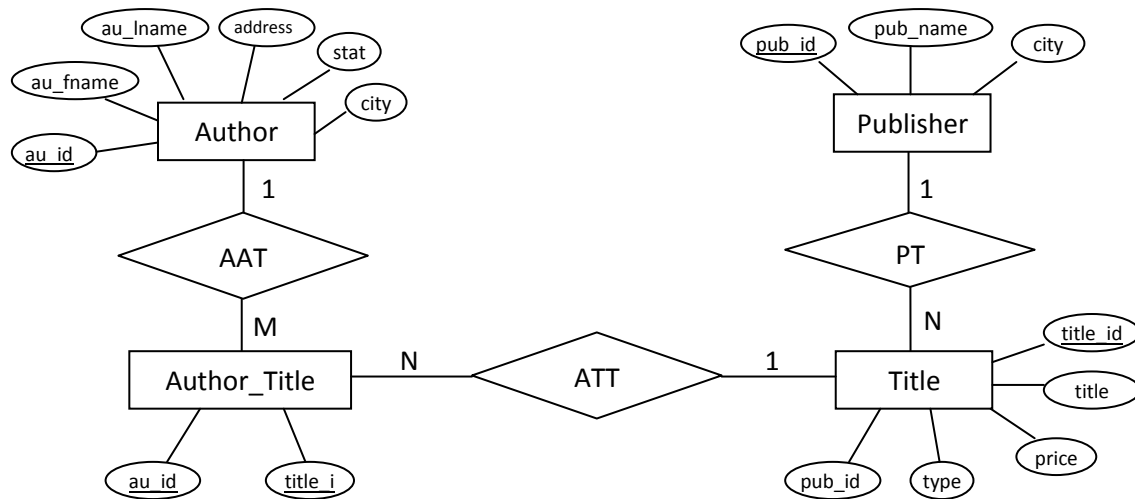 au_lname
address
stat
au_fname
city
au_id
Author
1
AAT
M
Author_Title
au_id
title_i
N
ATT
1
pub_id
pub_name
city
Publisher
1
PT
N
Title
title_id
title
price
type
pub_id